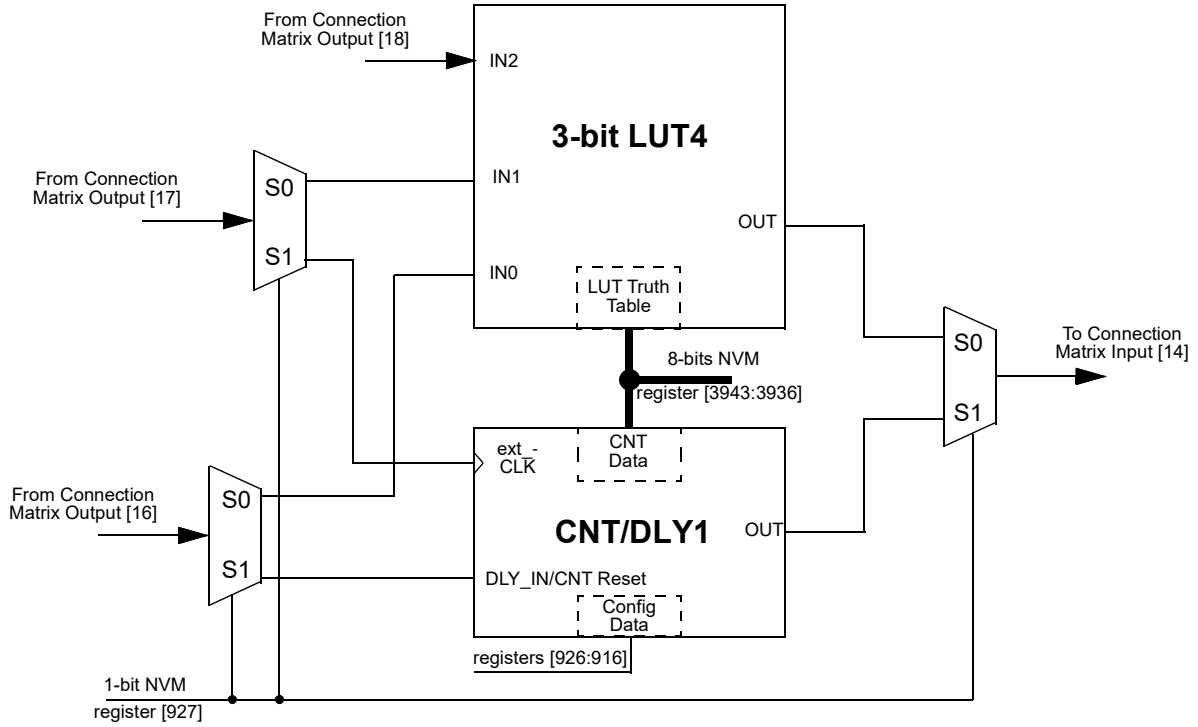 From Connection
Matrix Output [18]
IN2
3-bit LUT4
From Connection
Matrix Output [17]
S0
S1
IN1
IN0
OUT
LUT Truth
Table
8-bits NVM
register [3943:3936]
S0
S1
To Connection
Matrix Input [14]
ext_-
CLK
CNT
Data
From Connection
Matrix Output [16]
S0
S1
CNT/DLY1
OUT
DLY_IN/CNT Reset
Config
Data
registers [926:916]
1-bit NVM
register [927]